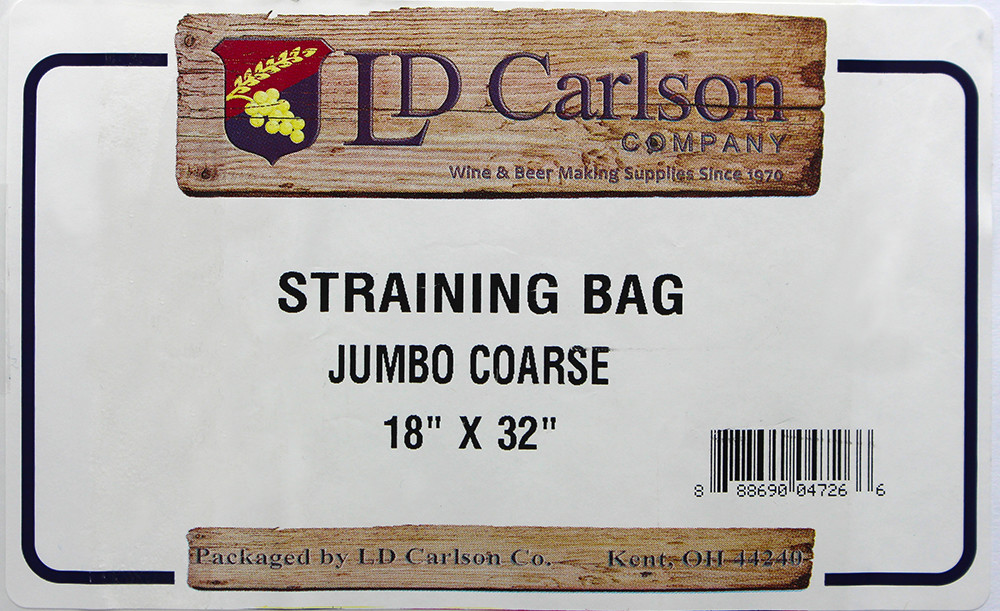 LD Carlson
COMPANY
Wine & Beer Making Supplies Since 1970
STRAINING BAG
JUMBO COARSE
18" X 32"
8 88690 04726 6
Packaged by LD Carlson Co. Kent, OH 44240